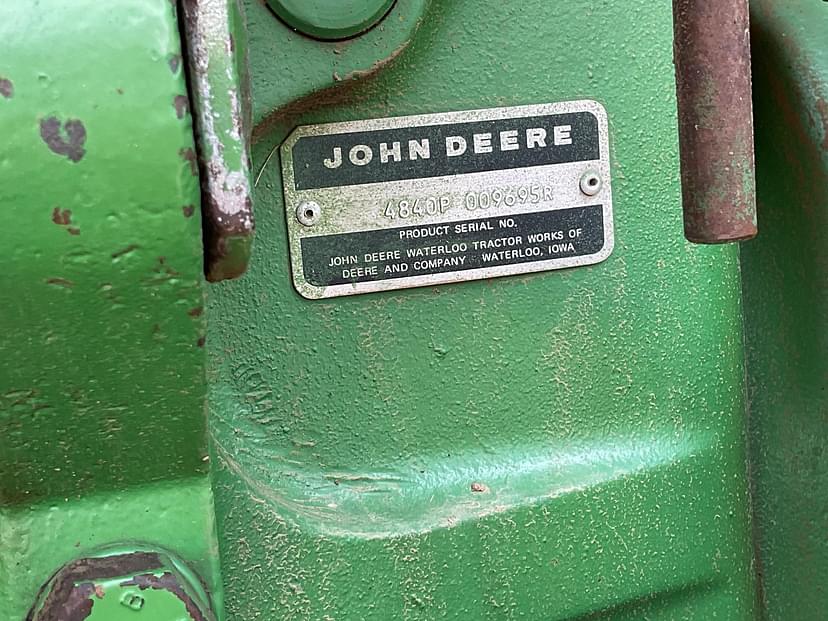 JOHN DEERE
4840P 009695R
PRODUCT SERIAL NO.
JOHN DEERE WATERLOO TRACTOR WORKS OF
DEERE AND COMPANY WATERLOO, IOWA